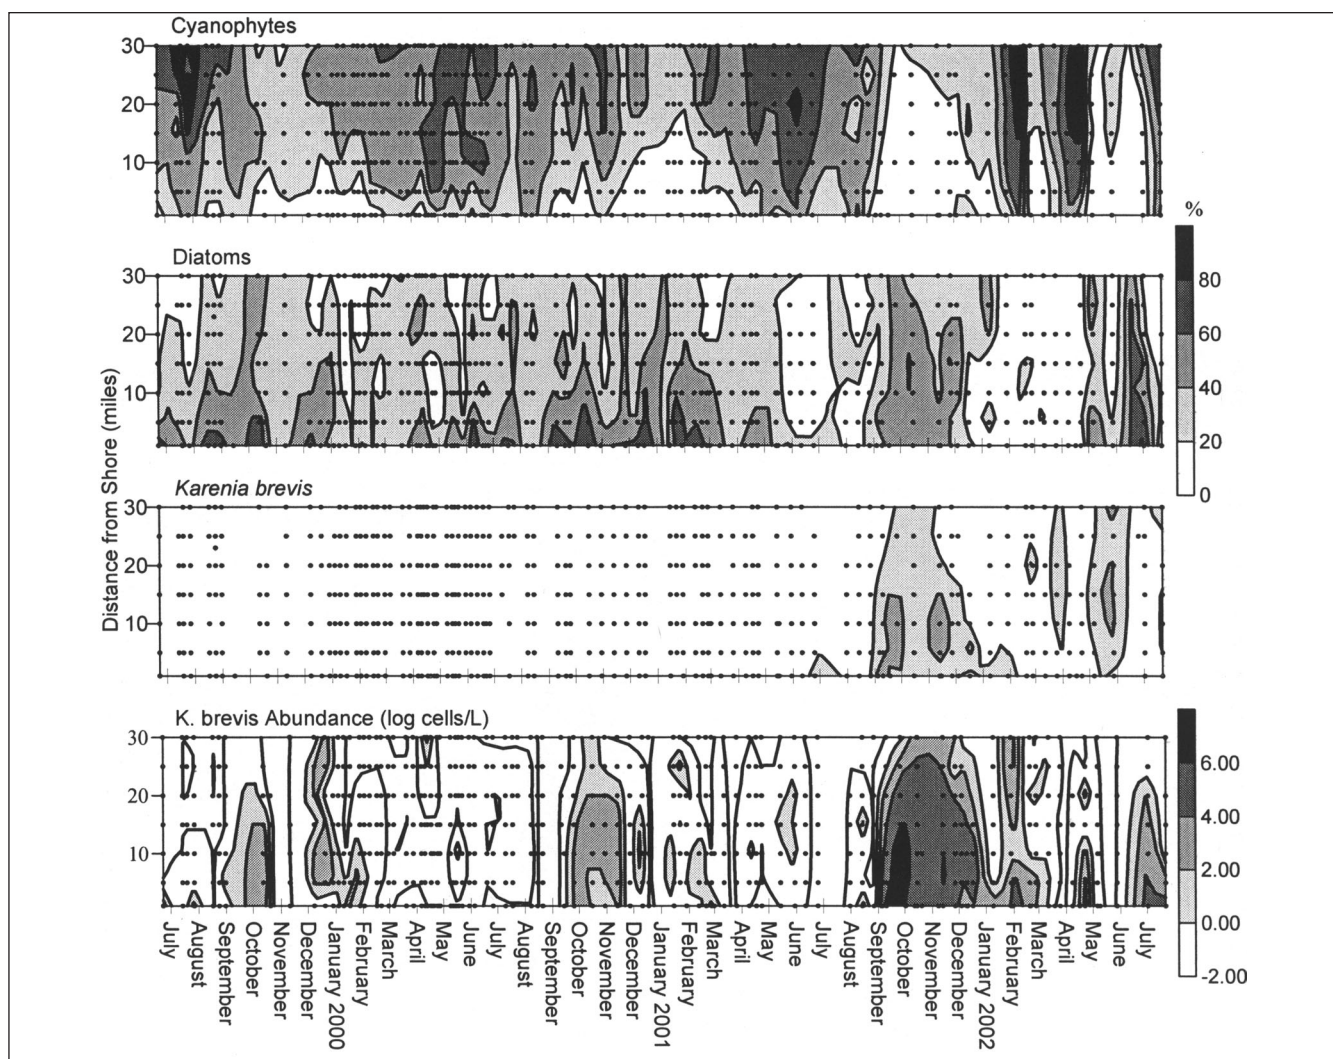 Cyanophytes
30
20
10
%
Diatoms
30
20
10
80
60
40
20
0
Distance from Shore (miles)
Karenia brevis
30
20
10
K. brevis Abundance (log cells/L)
30
20
10
6.00
4.00
2.00
0.00
-2.00
July
August
September
October
November
December
January 2000
February
March
April
May
June
July
August
September
October
November
December
January 2001
February
March
April
May
June
July
August
September
October
November
December
January 2002
February
March
April
May
June
July